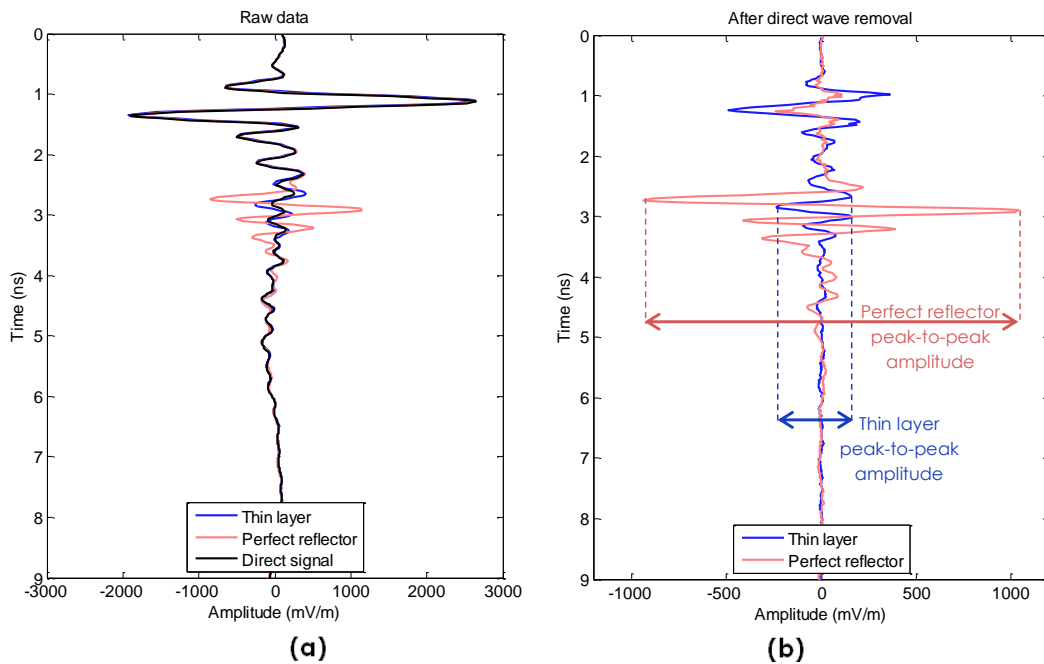 Raw data
0
1
2
3
4
5
6
7
8
9
Time (ns)
-3000
-2000
-1000
0
1000
2000
3000
Amplitude (mV/m)
Thin layer
Perfect reflector
Direct signal
(a)
After direct wave removal
0
1
2
3
4
5
6
7
8
9
Time (ns)
-1000
-500
0
500
1000
Amplitude (mV/m)
Perfect reflector
peak-to-peak
amplitude
Thin layer
peak-to-peak
amplitude
Thin layer
Perfect reflector
(b)